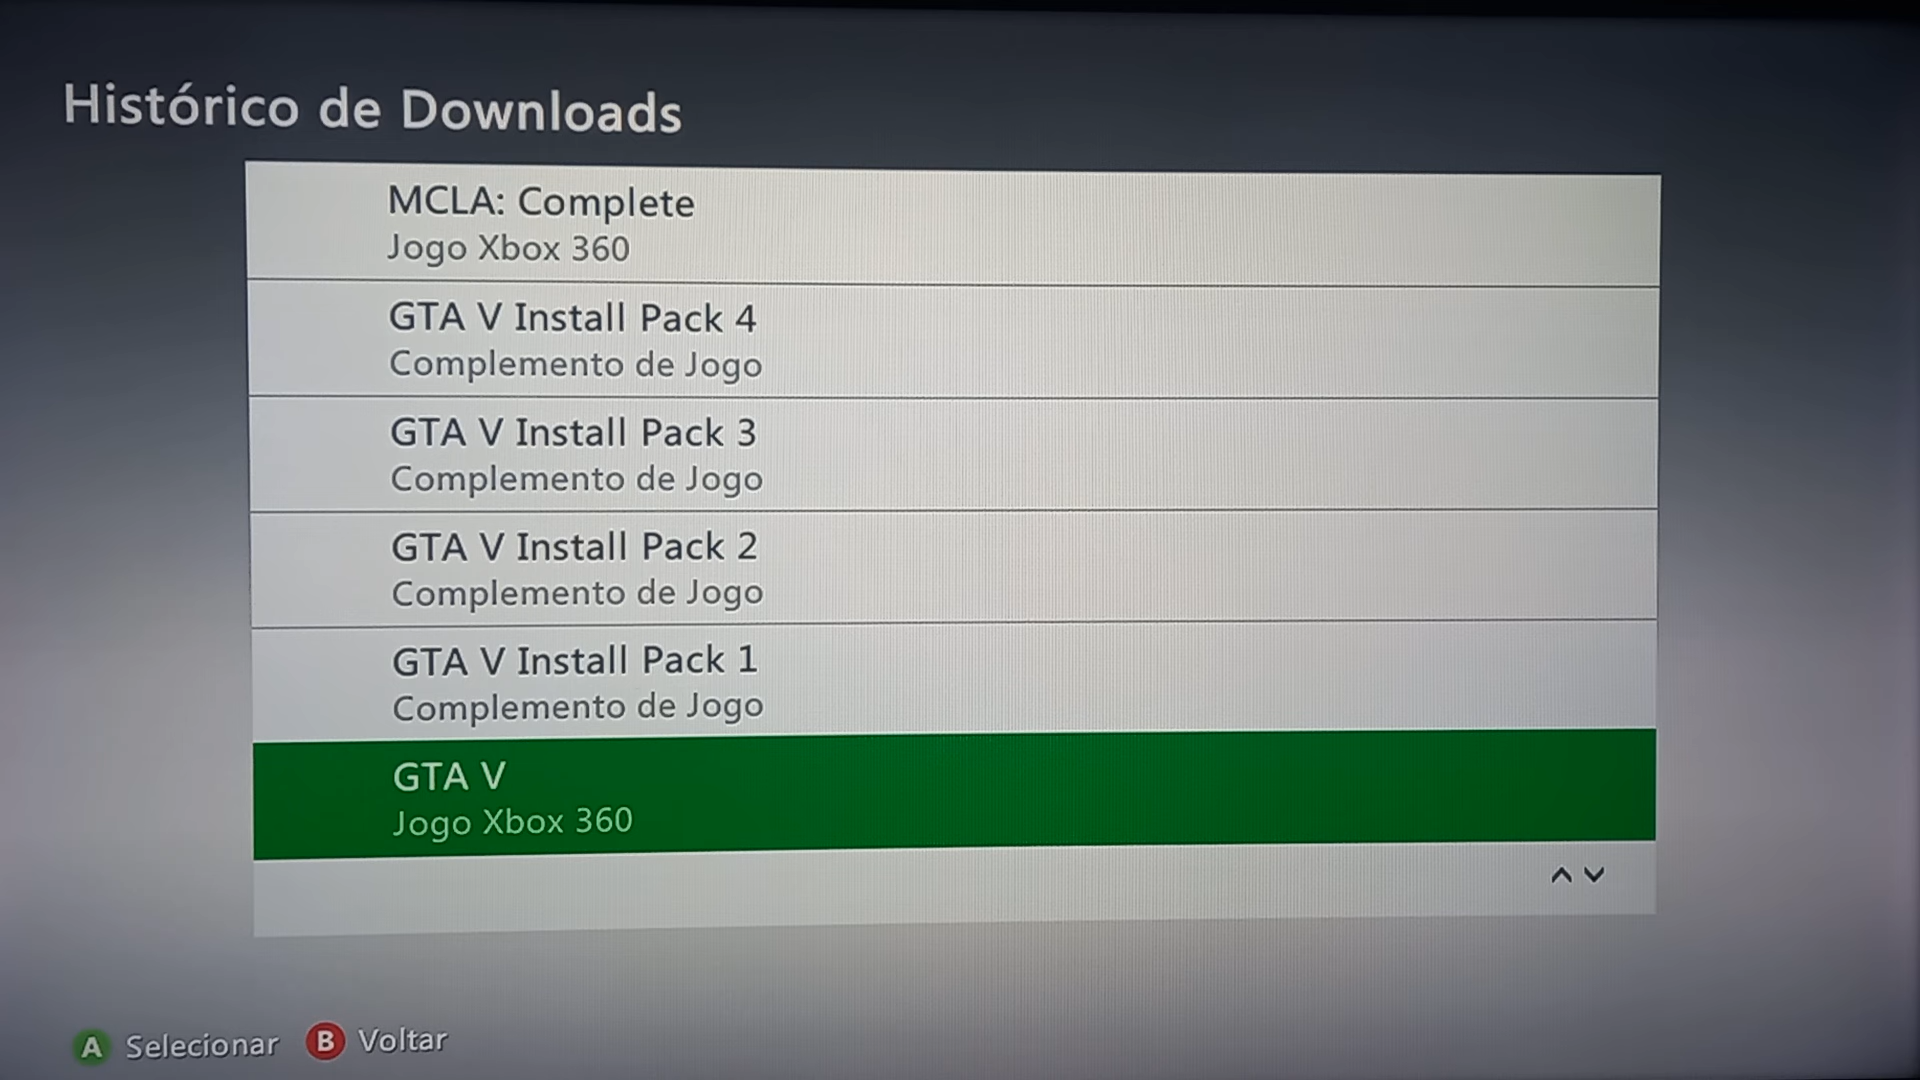 Histórico de Downloads
MCLA: Complete
Jogo Xbox 360
GTA V Install Pack 4
Complemento de Jogo
GTA V Install Pack 3
Complemento de Jogo
GTA V Install Pack 2
Complemento de Jogo
GTA V Install Pack 1
Complemento de Jogo
GTA V
Jogo Xbox 360
A Selecionar B Voltar